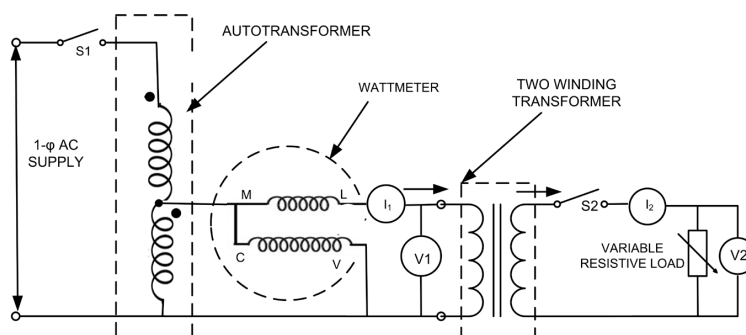 AUTOTRANSFORMER
S1
WATTMETER
TWO WINDING
TRANSFORMER
1-φ AC
SUPPLY
M
L
I₁
S2
I₂
C
V
V1
VARIABLE
RESISTIVE LOAD
V2